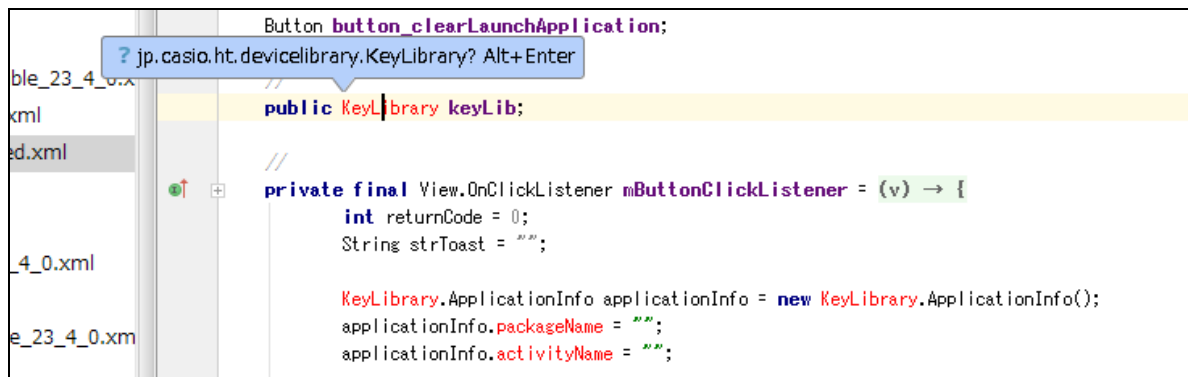 Button button_clearLaunchApplication;
? jp.casio.ht.devicelibrary.KeyLibrary? Alt+Enter
ble_23_4_0.x
//
xml
public KeyLibrary keyLib;
ed.xml
//
private final View.OnClickListener mButtonClickListener = (v) → {
int returnCode = 0;
String strToast = "";
_4_0.xml
KeyLibrary.ApplicationInfo applicationInfo = new KeyLibrary.ApplicationInfo();
applicationInfo.packageName = "";
e_23_4_0.xm
applicationInfo.activityName = "";